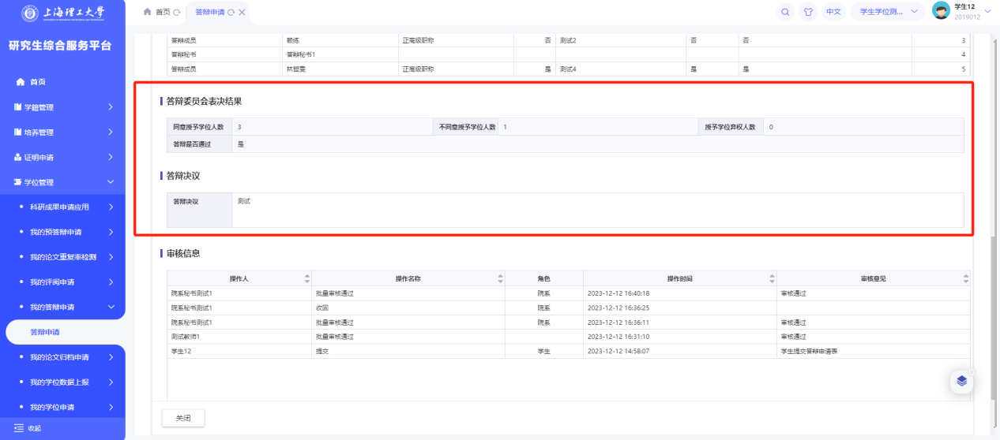 上海理工大学
首页
答辩申请
中文
学生学位测...
学生12
2019012
研究生综合服务平台
首页
学籍管理
培养管理
证明申请
学位管理
科研成果申请应用
我的预答辩申请
我的论文重复率检测
我的评阅申请
我的答辩申请
答辩申请
我的论文归档申请
我的学位数据上报
我的学位申请
收起
答辩成员 顾练 正高级职称 否 测试2 否 否 3
答辩秘书 答辩秘书1 4
答辩成员 林哲雯 正高级职称 是 测试4 是 是 5
答辩委员会表决结果
同意授予学位人数 3 不同意授予学位人数 1 授予学位弃权人数 0
答辩是否通过 是
答辩决议
答辩决议 测试
审核信息
操作人 操作名称 角色 操作时间 审核意见
院系秘书测试1 批量审核通过 院系 2023-12-12 16:40:18 审核通过
院系秘书测试1 收回 院系 2023-12-12 16:36:25
院系秘书测试1 批量审核通过 院系 2023-12-12 16:36:11 审核通过
测试教师1 批量审核通过 2023-12-12 16:31:10 审核通过
学生12 提交 学生 2023-12-12 14:58:07 学生提交答辩申请表
关闭